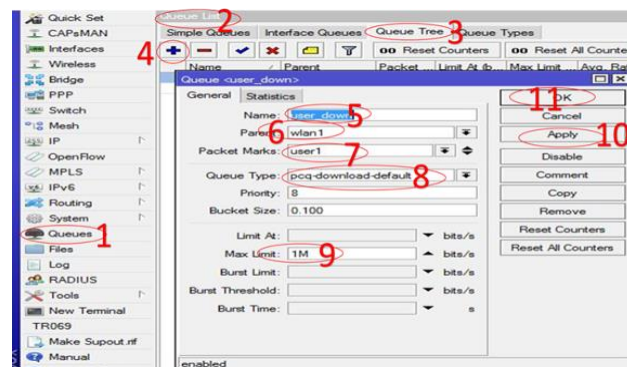 Quick Set
CAPsMAN
Interfaces
Wireless
Bridge
PPP
Switch
Mesh
IP
OpenFlow
MPLS
IPv6
Routing
System
Queues
1
Files
Log
RADIUS
Tools
New Terminal
TR069
Make Supout.rif
Manual
Queue List
2
Simple Queues Interface Queues Queue Tree Queue Types
3
4
00 Reset Counters 00 Reset All Counte
Name Parent Packet ... Limit At (b... Max Limit ... Avg. Ra
Queue <user_down>
General Statistics
Name: user_down
5
Parent: wlan1
6
Packet Marks: user1
7
Queue Type: pcq-download-default
8
Priority: 8
Bucket Size: 0.100
Limit At: bits/s
Max Limit: 1M bits/s
9
Burst Limit: bits/s
Burst Threshold: bits/s
Burst Time: s
enabled
OK
11
Cancel
Apply
10
Disable
Comment
Copy
Remove
Reset Counters
Reset All Counters